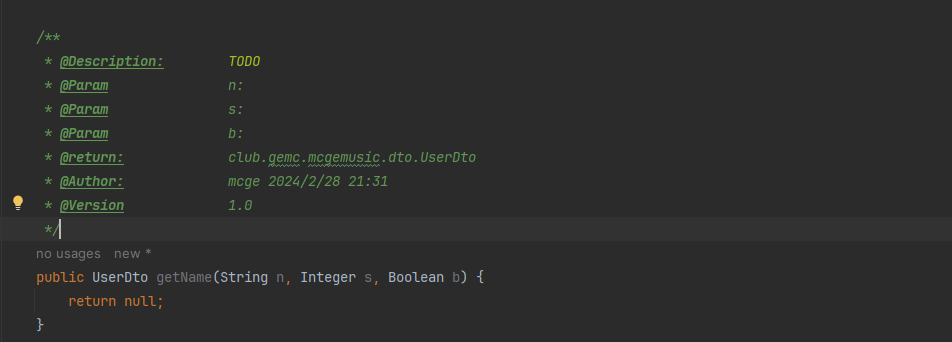 /**
* @Description: TODO
* @Param n:
* @Param s:
* @Param b:
* @return: club.gemc.mcgemusic.dto.UserDto
* @Author: mcge 2024/2/28 21:31
* @Version 1.0
*/
no usages new *
public UserDto getName(String n, Integer s, Boolean b) {
return null;
}